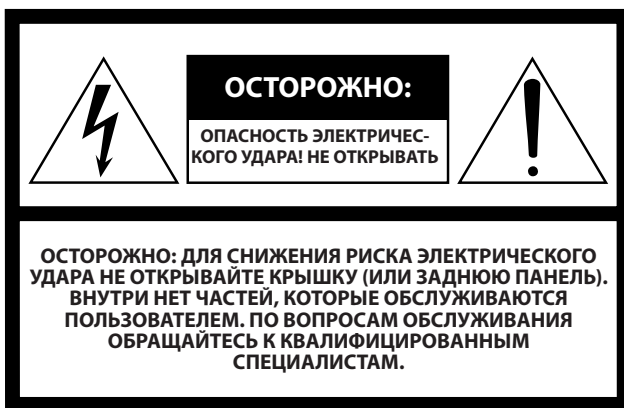 ОСТОРОЖНО:
ОПАСНОСТЬ ЭЛЕКТРИЧЕС-
КОГО УДАРА! НЕ ОТКРЫВАТЬ
ОСТОРОЖНО: ДЛЯ СНИЖЕНИЯ РИСКА ЭЛЕКТРИЧЕСКОГО
УДАРА НЕ ОТКРЫВАЙТЕ КРЫШКУ (ИЛИ ЗАДНЮЮ ПАНЕЛЬ).
ВНУТРИ НЕТ ЧАСТЕЙ, КОТОРЫЕ ОБСЛУЖИВАЮТСЯ
ПОЛЬЗОВАТЕЛЕМ. ПО ВОПРОСАМ ОБСЛУЖИВАНИЯ
ОБРАЩАЙТЕСЬ К КВАЛИФИЦИРОВАННЫМ
СПЕЦИАЛИСТАМ.